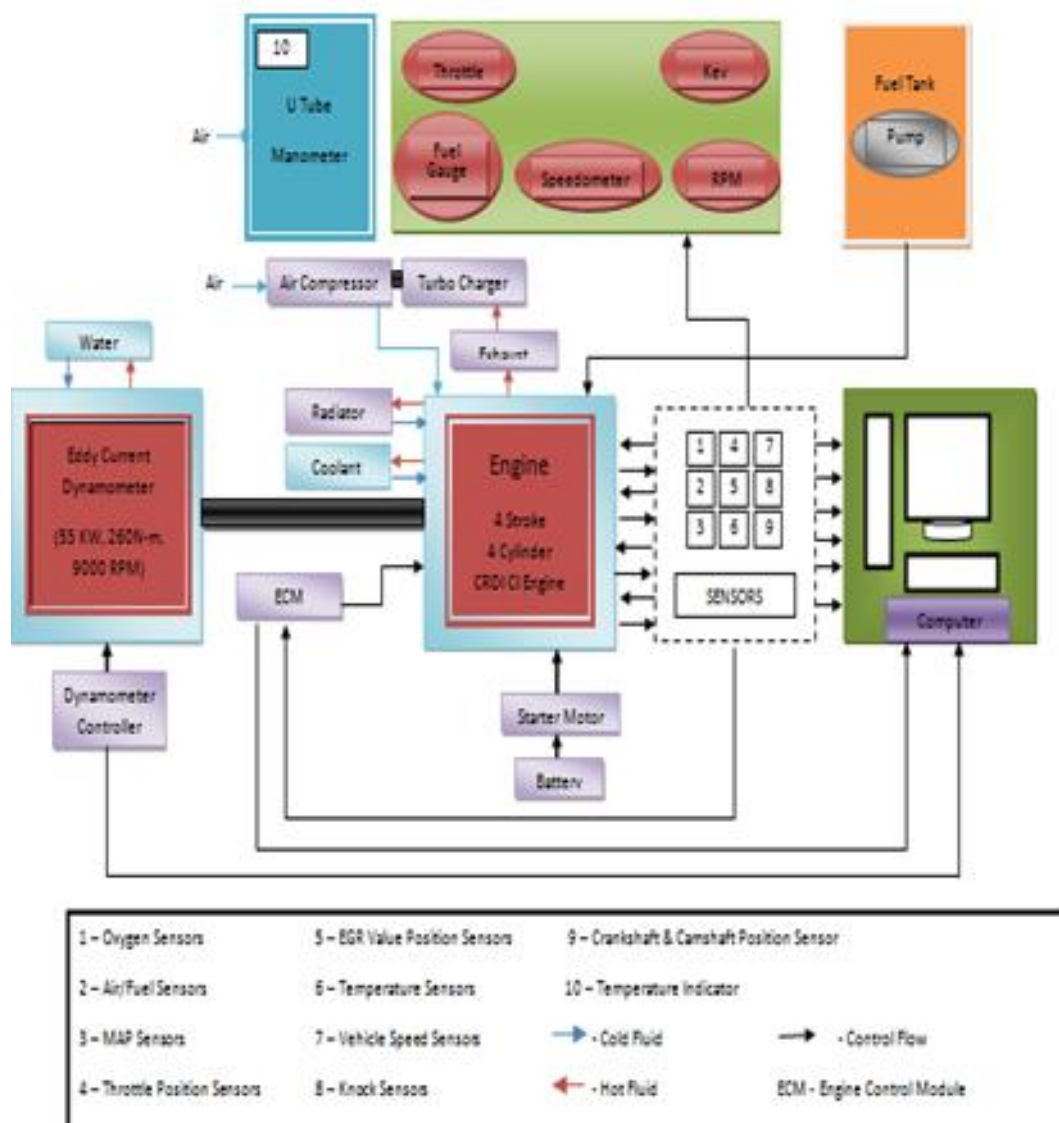 10
U Tube
Manometer
Air
Throttle
Key
Fuel
Gauge
Speedometer
RPM
Fuel Tank
Pump
Air
Air Compressor
Turbo Charger
Water
Exhaust
Radiator
Coolant
Eddy Current
Dynamometer
(55 KW, 260N-m,
9000 RPM)
Engine
4 Stroke
4 Cylinder
CRDI CI Engine
1 4 7
2 5 8
3 6 9
SENSORS
ECM
Computer
Dynamometer
Controller
Starter Motor
Battery
1 – Oxygen Sensors
5 – EGR Value Position Sensors
9 – Crankshaft & Camshaft Position Sensor
2 – Air/Fuel Sensors
6 – Temperature Sensors
10 – Temperature Indicator
3 – MAP Sensors
7 – Vehicle Speed Sensors
- Cold Fluid
- Control Flow
4 – Throttle Position Sensors
8 – Knock Sensors
- Hot Fluid
ECM - Engine Control Module